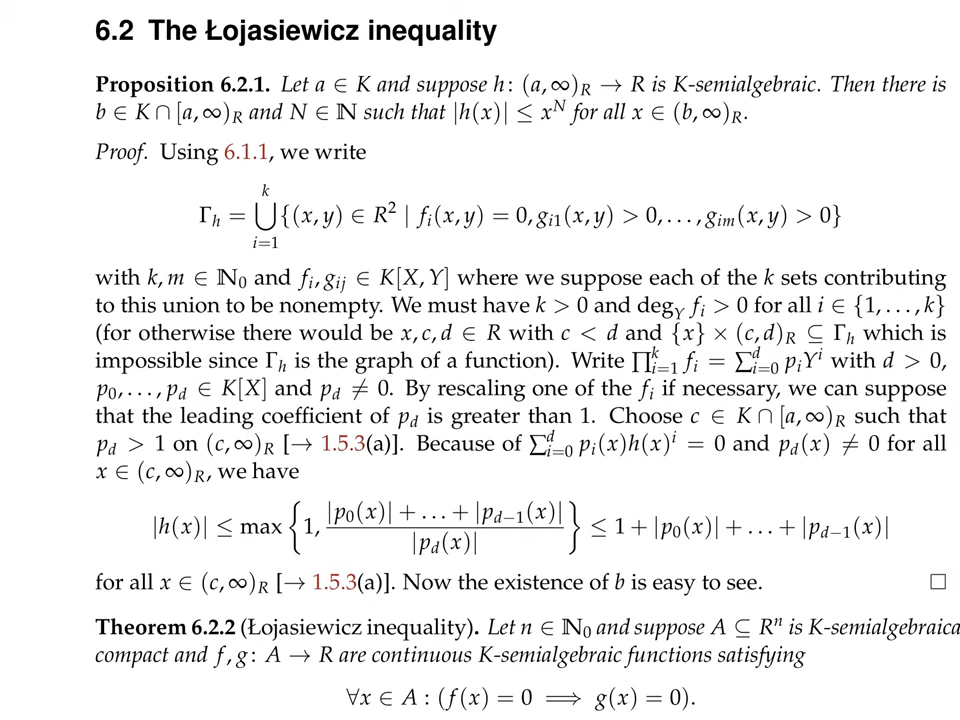 6.2 The Łojasiewicz inequality
Proposition 6.2.1. Let a ∈ K and suppose h: (a, ∞)_R → R is K-semialgebraic. Then there is
b ∈ K ∩ [a, ∞)_R and N ∈ ℕ such that |h(x)| ≤ x^N for all x ∈ (b, ∞)_R.
Proof. Using 6.1.1, we write
Γ_h = ⋃_{i=1}^{k} {(x, y) ∈ R² | f_i(x, y) = 0, g_{i1}(x, y) > 0, . . . , g_{im}(x, y) > 0}
with k, m ∈ ℕ₀ and f_i, g_{ij} ∈ K[X, Y] where we suppose each of the k sets contributing
to this union to be nonempty. We must have k > 0 and deg_Y f_i > 0 for all i ∈ {1, . . . , k}
(for otherwise there would be x, c, d ∈ R with c < d and {x} × (c, d)_R ⊆ Γ_h which is
impossible since Γ_h is the graph of a function). Write ∏_{i=1}^{k} f_i = ∑_{i=0}^{d} p_i Y^i with d > 0,
p_0, . . . , p_d ∈ K[X] and p_d ≠ 0. By rescaling one of the f_i if necessary, we can suppose
that the leading coefficient of p_d is greater than 1. Choose c ∈ K ∩ [a, ∞)_R such that
p_d > 1 on (c, ∞)_R [→ 1.5.3(a)]. Because of ∑_{i=0}^{d} p_i(x)h(x)^i = 0 and p_d(x) ≠ 0 for all
x ∈ (c, ∞)_R, we have
|h(x)| ≤ max {1, (|p_0(x)| + . . . + |p_{d−1}(x)|) / |p_d(x)|} ≤ 1 + |p_0(x)| + . . . + |p_{d−1}(x)|
for all x ∈ (c, ∞)_R [→ 1.5.3(a)]. Now the existence of b is easy to see. □
Theorem 6.2.2 (Łojasiewicz inequality). Let n ∈ ℕ₀ and suppose A ⊆ R^n is K-semialgebraica
compact and f, g: A → R are continuous K-semialgebraic functions satisfying
∀x ∈ A : (f(x) = 0 ⟹ g(x) = 0).